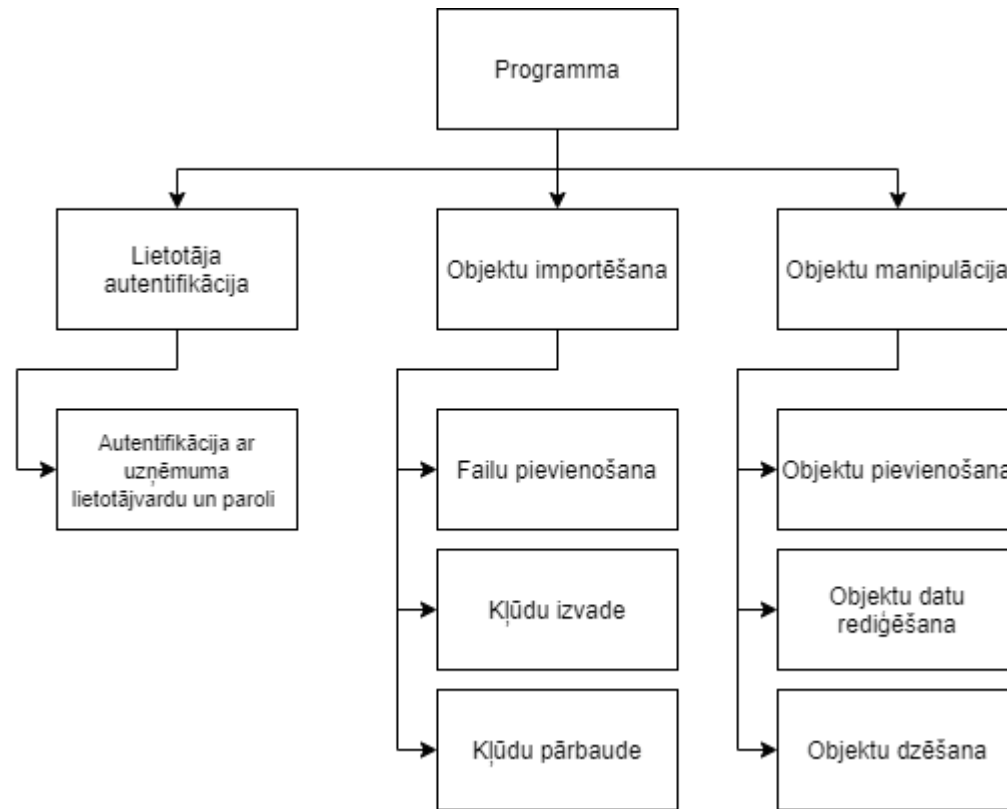 Programma
Lietotāja
autentifikācija
Objektu importēšana
Objektu manipulācija
Autentifikācija ar
uzņēmuma
lietotājvardu un paroli
Failu pievienošana
Objektu pievienošana
Kļūdu izvade
Objektu datu
rediģēšana
Kļūdu pārbaude
Objektu dzēšana